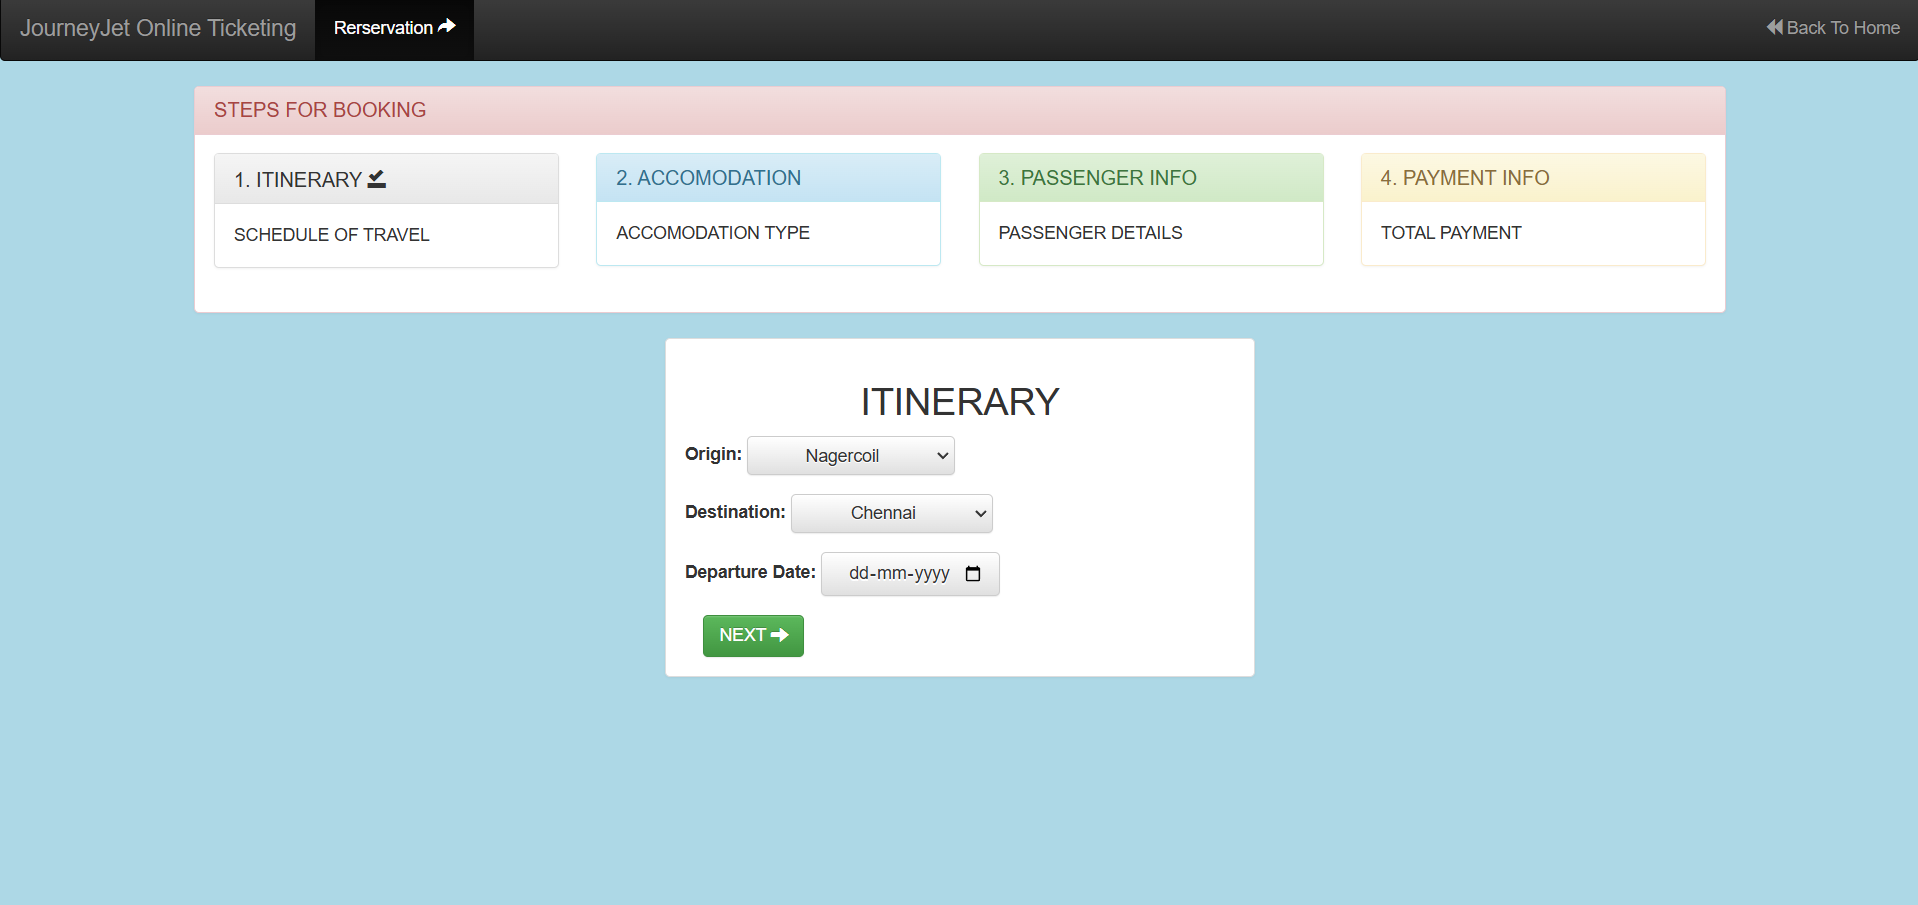 JourneyJet Online Ticketing
Rerservation
Back To Home
STEPS FOR BOOKING
1. ITINERARY
SCHEDULE OF TRAVEL
2. ACCOMODATION
ACCOMODATION TYPE
3. PASSENGER INFO
PASSENGER DETAILS
4. PAYMENT INFO
TOTAL PAYMENT
ITINERARY
Origin: Nagercoil
Destination: Chennai
Departure Date: dd-mm-yyyy
NEXT